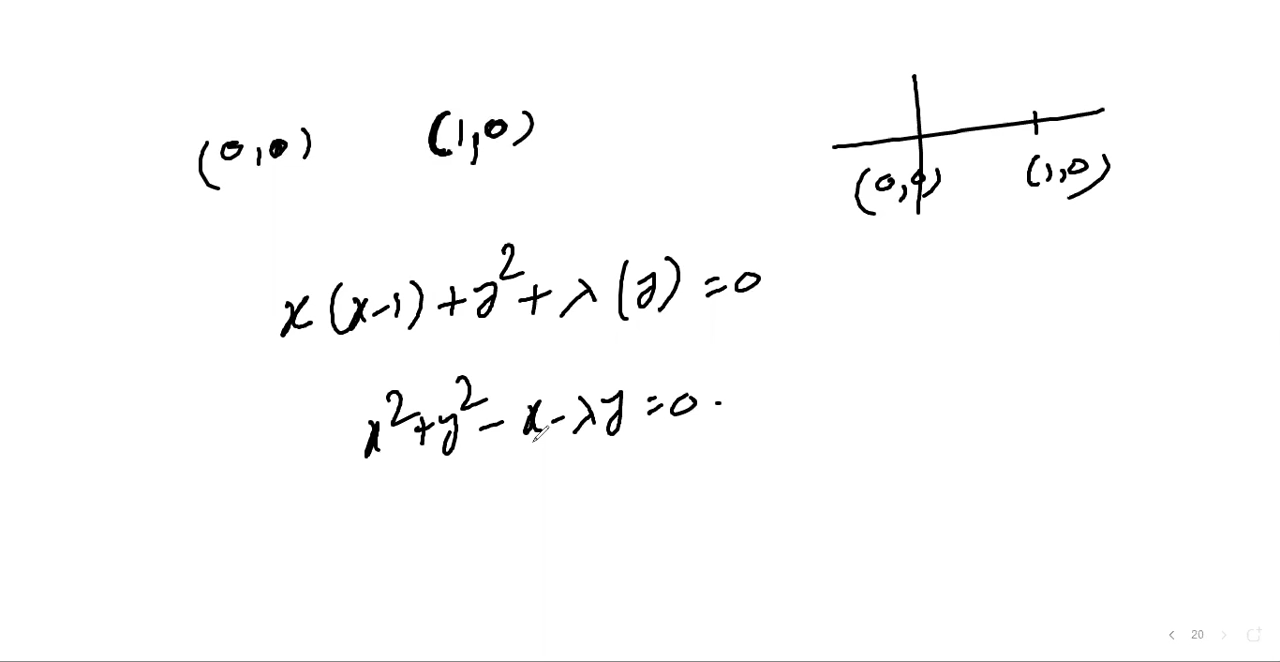 (0,0) (1,0)
(0,0) (1,0)
x(x-1)+y²+λ(y)=0
x²+y²-x-λy=0.
20